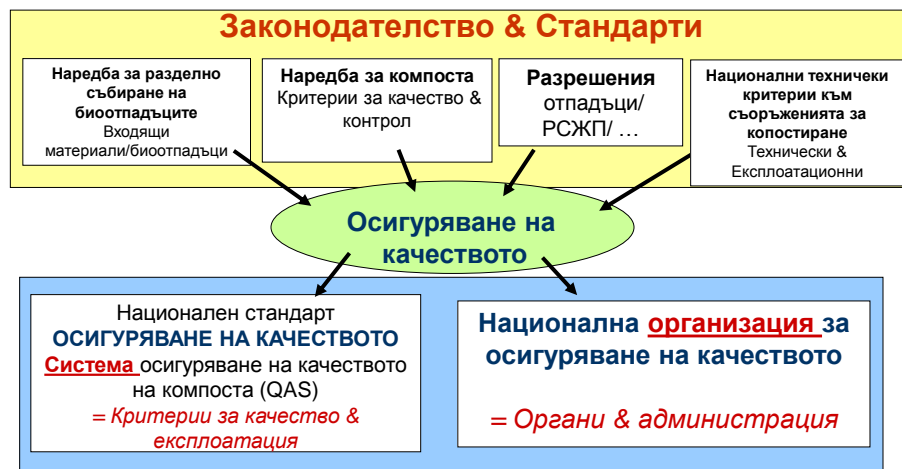 Законодателство & Стандарти
Наредба за разделно
събиране на
биоотпадъците
Входящи
материали/биоотпадъци
Наредба за компоста
Критерии за качество &
контрол
Разрешения
отпадъци/
РСЖП/ ...
Национални техничеки
критерии към
съоръженията за
копостиране
Технически &
Експлоатационни
Осигуряване на
качеството
Национален стандарт
ОСИГУРЯВАНЕ НА КАЧЕСТВОТО
Система осигуряване на качеството
на компоста (QAS)
= Критерии за качество &
експлоатация
Национална организация за
осигуряване на качеството
= Органи & администрация